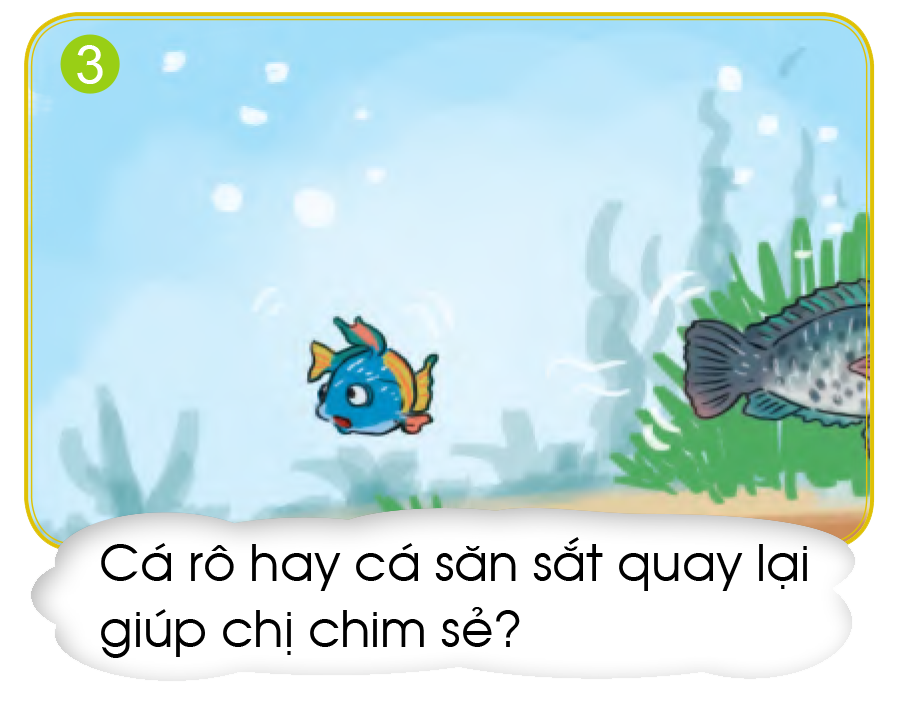 3
Cá rô hay cá săn sắt quay lại
giúp chị chim sẻ?